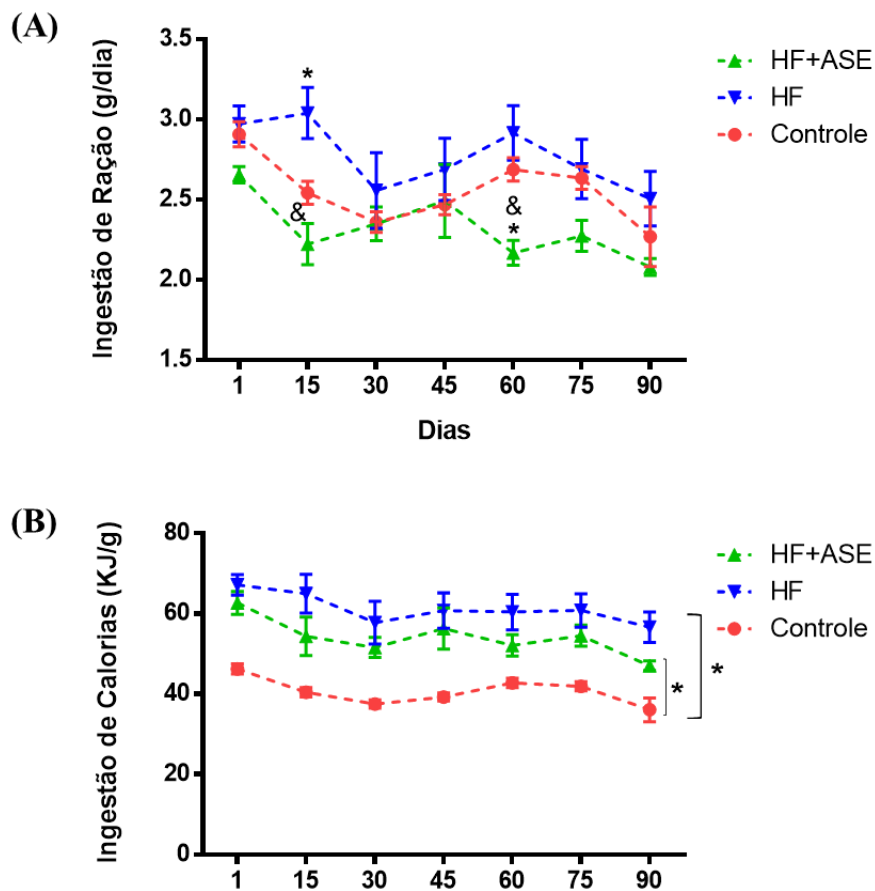 (A)
Ingestão de Ração (g/dia)
3.5
3.0
2.5
2.0
1.5
*
&
&
*
1 15 30 45 60 75 90
Dias
HF+ASE
HF
Controle
(B)
Ingestão de Calorias (KJ/g)
80
60
40
20
0
*
*
1 15 30 45 60 75 90
HF+ASE
HF
Controle